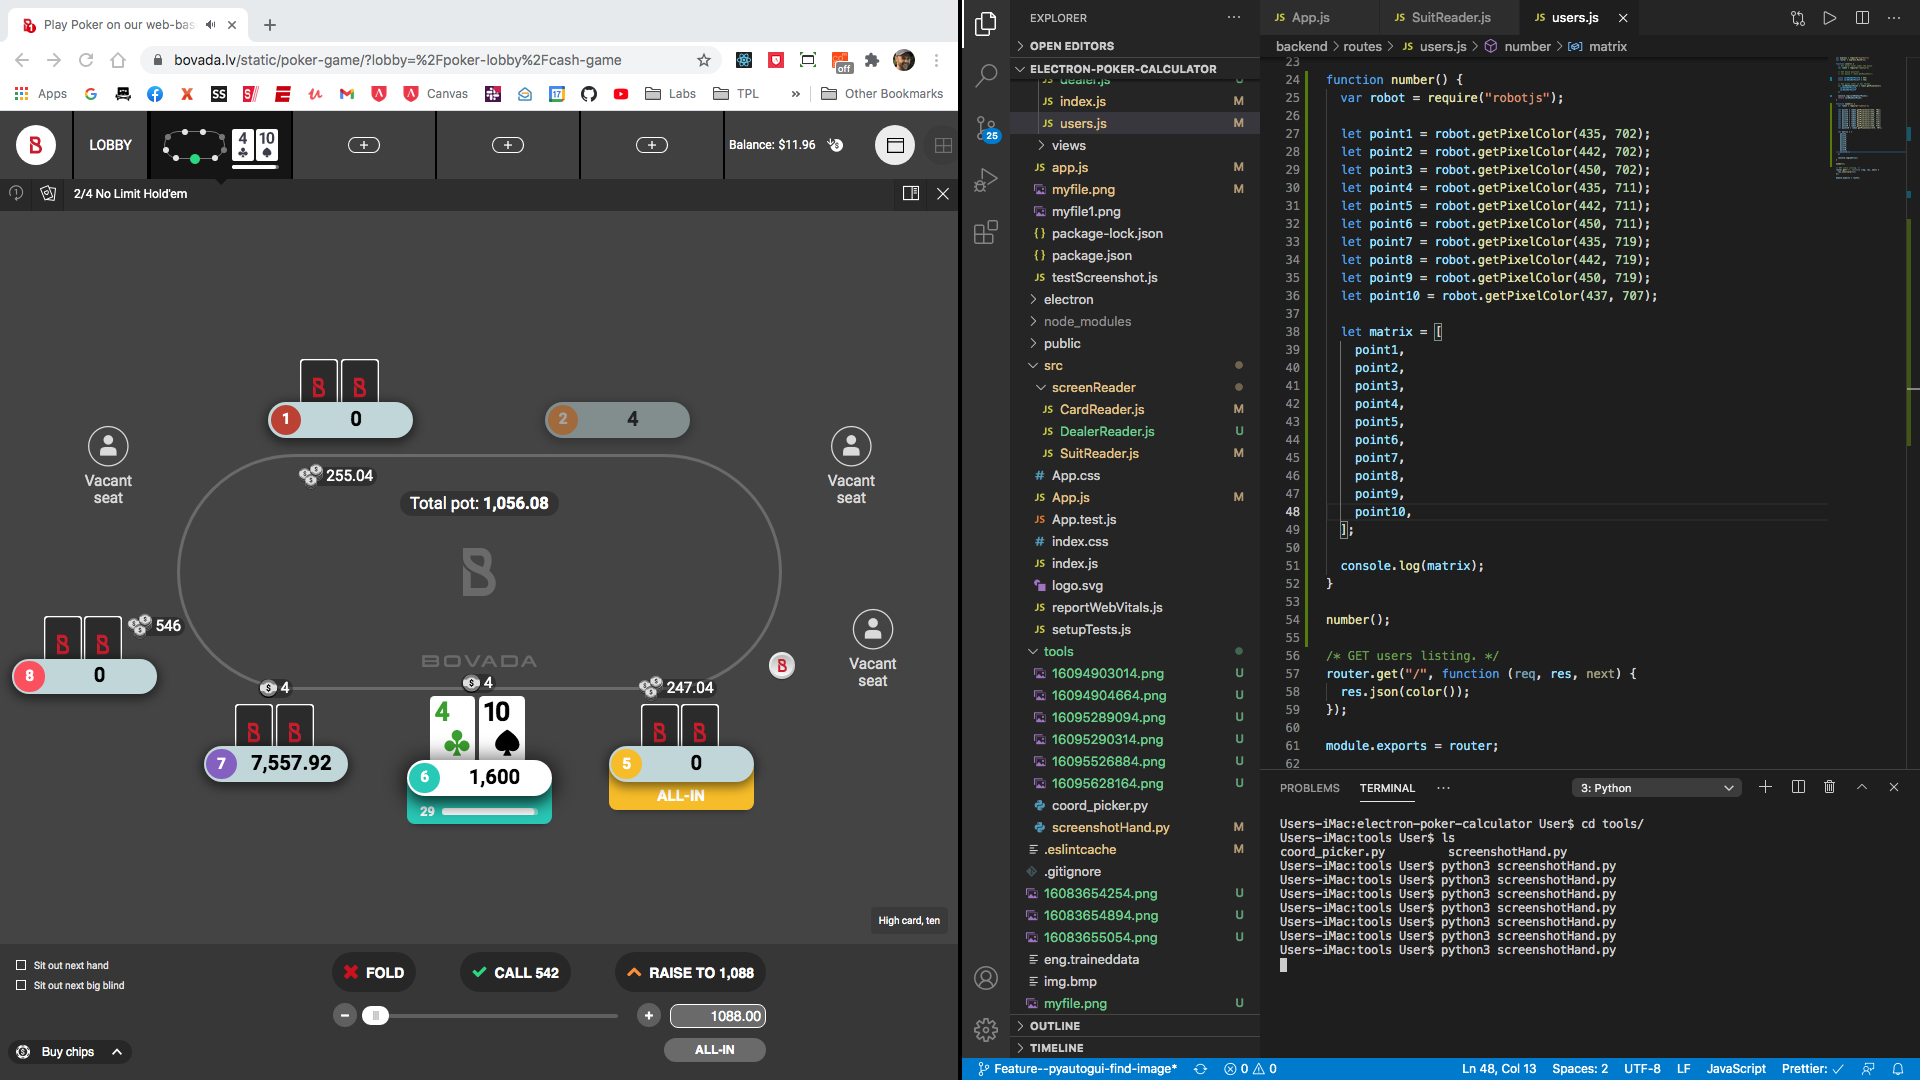 Play Poker on our web-bas
bovada.lv/static/poker-game/?lobby=%2Fpoker-lobby%2Fcash-game
off
Apps
Canvas
Labs
TPL
»
Other Bookmarks
LOBBY
4 10
Balance: $11.96
2/4 No Limit Hold'em
1 0
2 4
Vacant seat
Vacant seat
255.04
Total pot: 1,056.08
546
8 0
BOVADA
Vacant seat
4
4
247.04
4 10
7 7,557.92
6 1,600
5 0
29
ALL-IN
High card, ten
Sit out next hand
Sit out next big blind
FOLD
CALL 542
RAISE TO 1,088
1088.00
ALL-IN
Buy chips
EXPLORER
OPEN EDITORS
ELECTRON-POKER-CALCULATOR
dealer.js U
index.js M
users.js M
25
views
app.js M
myfile.png M
myfile1.png
package-lock.json
package.json
testScreenshot.js
electron
node_modules
public
src
screenReader
CardReader.js M
DealerReader.js U
SuitReader.js M
App.css
App.js M
App.test.js
index.css
index.js
logo.svg
reportWebVitals.js
setupTests.js
tools
16094903014.png U
16094904664.png U
16095289094.png U
16095290314.png U
16095526884.png U
16095628164.png U
coord_picker.py
screenshotHand.py M
.eslintcache M
.gitignore
16083654254.png U
16083654894.png U
16083655054.png U
eng.traineddata
img.bmp
myfile.png U
OUTLINE
TIMELINE
JS App.js
JS SuitReader.js
JS users.js
backend > routes > JS users.js > number > matrix
23
24 function number() {
25 var robot = require("robotjs");
26
27 let point1 = robot.getPixelColor(435, 702);
28 let point2 = robot.getPixelColor(442, 702);
29 let point3 = robot.getPixelColor(450, 702);
30 let point4 = robot.getPixelColor(435, 711);
31 let point5 = robot.getPixelColor(442, 711);
32 let point6 = robot.getPixelColor(450, 711);
33 let point7 = robot.getPixelColor(435, 719);
34 let point8 = robot.getPixelColor(442, 719);
35 let point9 = robot.getPixelColor(450, 719);
36 let point10 = robot.getPixelColor(437, 707);
37
38 let matrix = [
39 point1,
40 point2,
41 point3,
42 point4,
43 point5,
44 point6,
45 point7,
46 point8,
47 point9,
48 point10,
49 ];
50
51 console.log(matrix);
52 }
53
54 number();
55
56 /* GET users listing. */
57 router.get("/", function (req, res, next) {
58 res.json(color());
59 });
60
61 module.exports = router;
62
PROBLEMS
TERMINAL
3: Python
Users-iMac:electron-poker-calculator User$ cd tools/
Users-iMac:tools User$ ls
coord_picker.py screenshotHand.py
Users-iMac:tools User$ python3 screenshotHand.py
Users-iMac:tools User$ python3 screenshotHand.py
Users-iMac:tools User$ python3 screenshotHand.py
Users-iMac:tools User$ python3 screenshotHand.py
Users-iMac:tools User$ python3 screenshotHand.py
Users-iMac:tools User$ python3 screenshotHand.py
Users-iMac:tools User$ python3 screenshotHand.py
Feature--pyautogui-find-image*
0 0
Ln 48, Col 13
Spaces: 2
UTF-8
LF
JavaScript
Prettier: ✓